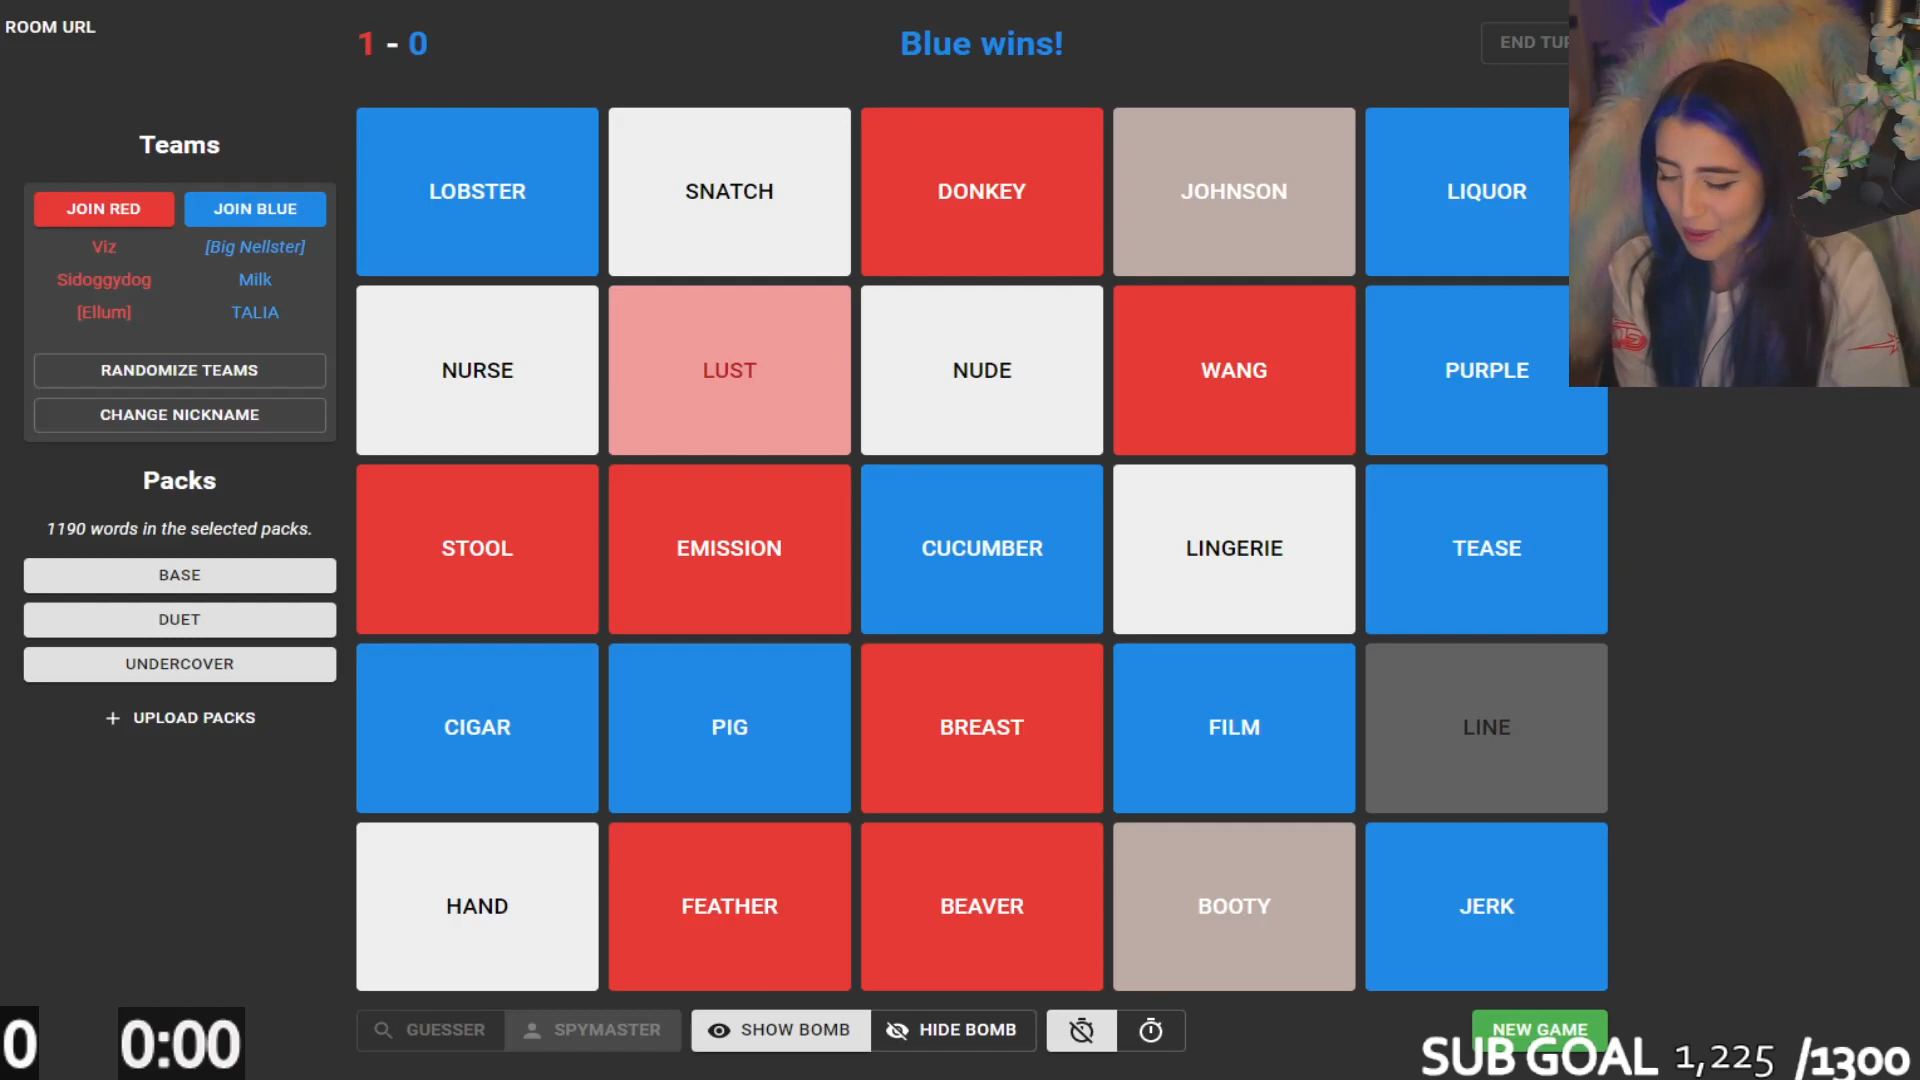 ROOM URL
1 - 0
Blue wins!
END TUR
Teams
JOIN RED
JOIN BLUE
Viz
[Big Nellster]
Sidoggydog
Milk
[Ellum]
TALIA
RANDOMIZE TEAMS
CHANGE NICKNAME
Packs
1190 words in the selected packs.
BASE
DUET
UNDERCOVER
+ UPLOAD PACKS
LOBSTER
SNATCH
DONKEY
JOHNSON
LIQUOR
NURSE
LUST
NUDE
WANG
PURPLE
STOOL
EMISSION
CUCUMBER
LINGERIE
TEASE
CIGAR
PIG
BREAST
FILM
LINE
HAND
FEATHER
BEAVER
BOOTY
JERK
0
0:00
GUESSER
SPYMASTER
SHOW BOMB
HIDE BOMB
NEW GAME
SUB GOAL 1,225 /1300